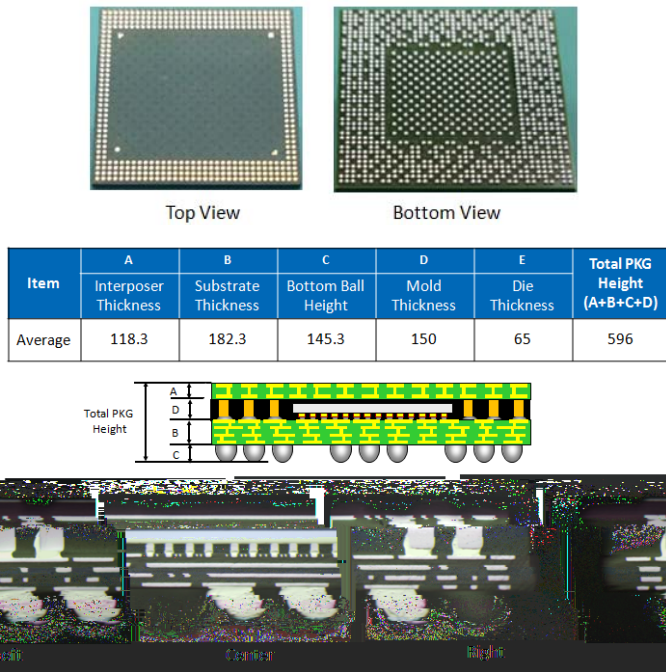 Top View
Bottom View
Item
A
B
C
D
E
Total PKG
Height
(A+B+C+D)
Interposer
Thickness
Substrate
Thickness
Bottom Ball
Height
Mold
Thickness
Die
Thickness
Average
118.3
182.3
145.3
150
65
596
Total PKG
Height
A
D
B
C
Center
Right